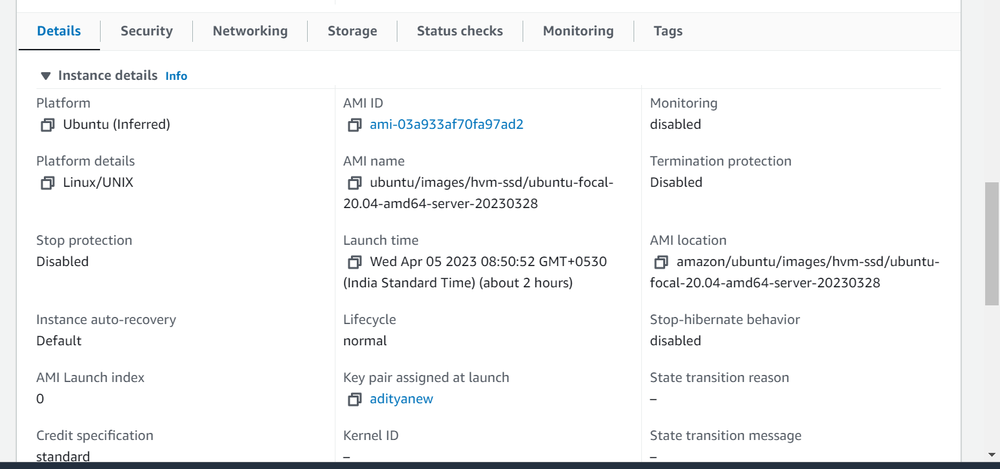 Details Security Networking Storage Status checks Monitoring Tags
Instance details Info
Platform
Ubuntu (Inferred)
AMI ID
ami-03a933af70fa97ad2
Monitoring
disabled
Platform details
Linux/UNIX
AMI name
ubuntu/images/hvm-ssd/ubuntu-focal-
20.04-amd64-server-20230328
Termination protection
Disabled
Stop protection
Disabled
Launch time
Wed Apr 05 2023 08:50:52 GMT+0530
(India Standard Time) (about 2 hours)
AMI location
amazon/ubuntu/images/hvm-ssd/ubuntu-
focal-20.04-amd64-server-20230328
Instance auto-recovery
Default
Lifecycle
normal
Stop-hibernate behavior
disabled
AMI Launch index
0
Key pair assigned at launch
adityanew
State transition reason
–
Credit specification
standard
Kernel ID
–
State transition message
–